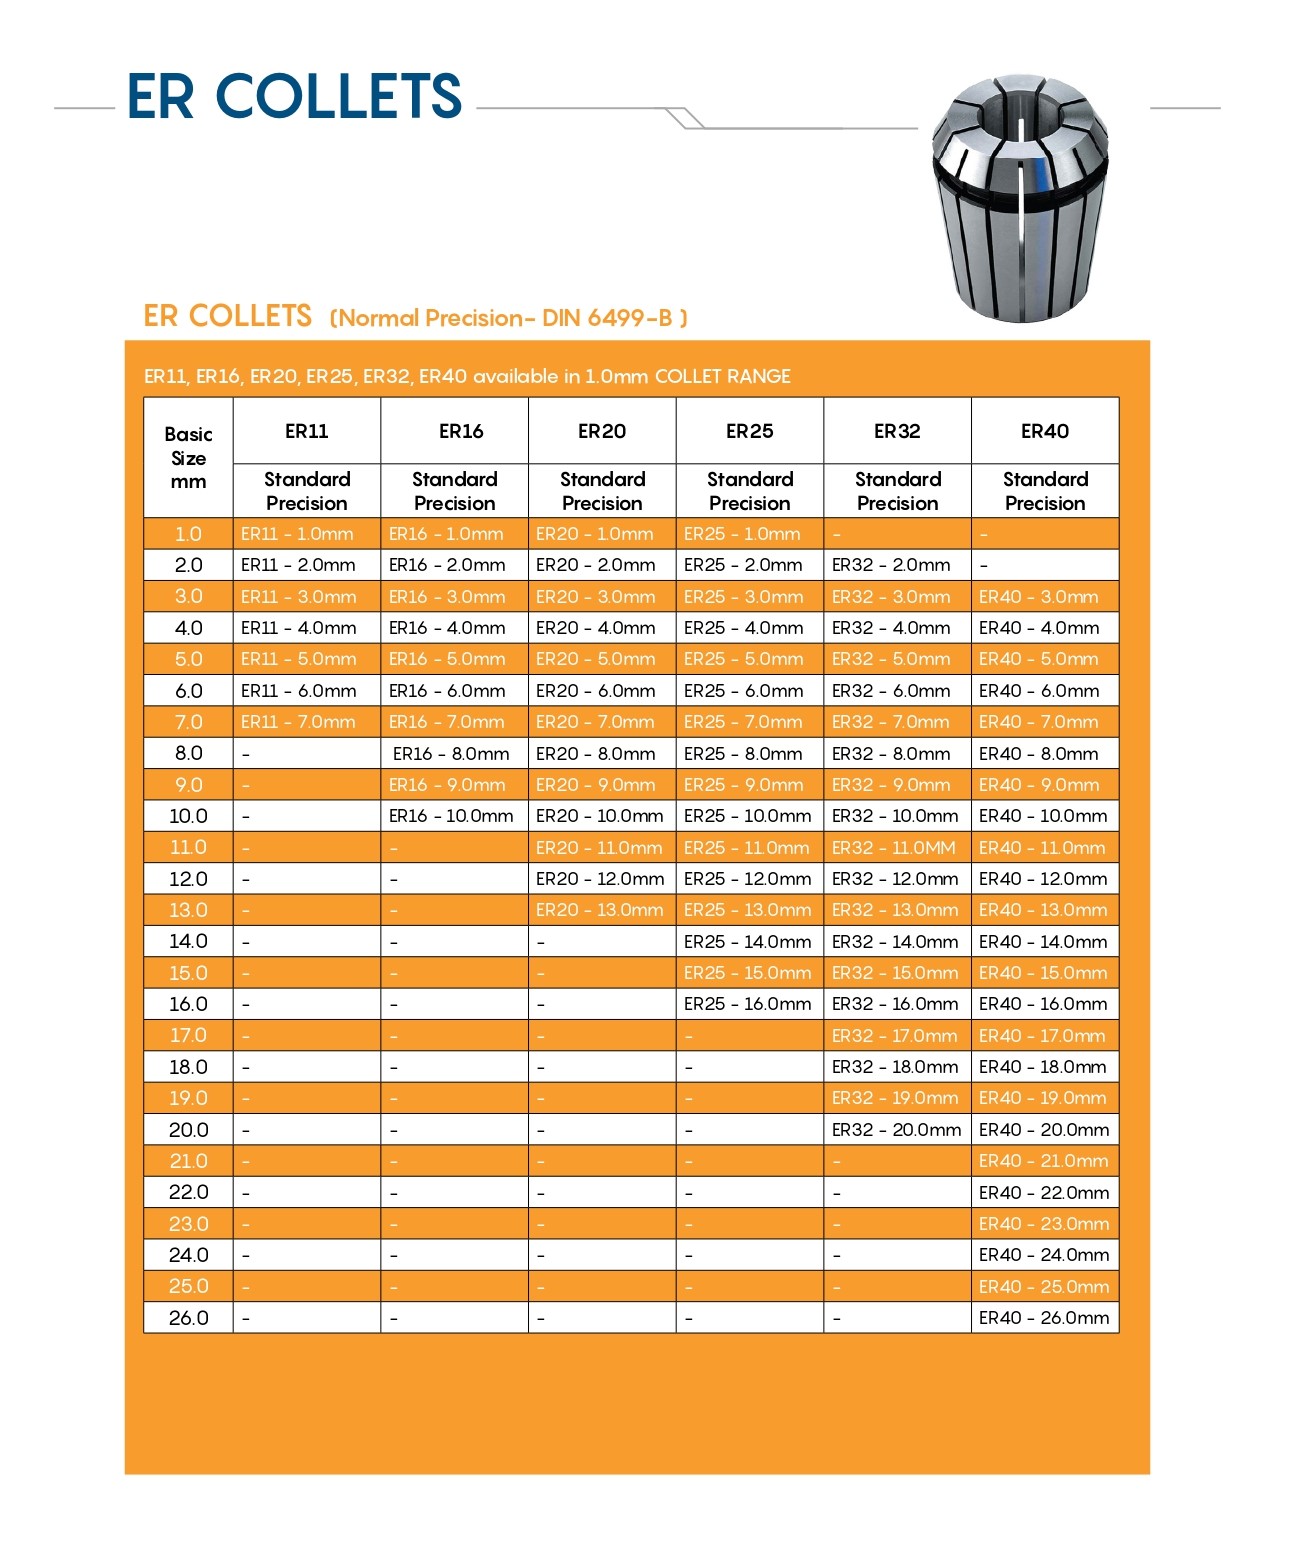 ER COLLETS
ER COLLETS (Normal Precision- DIN 6499-B )
ER11, ER16, ER20, ER25, ER32, ER40 available in 1.0mm COLLET RANGE
Basic Size mm ER11 ER16 ER20 ER25 ER32 ER40
Standard Precision Standard Precision Standard Precision Standard Precision Standard Precision Standard Precision
1.0 ER11 - 1.0mm ER16 - 1.0mm ER20 - 1.0mm ER25 - 1.0mm - -
2.0 ER11 - 2.0mm ER16 - 2.0mm ER20 - 2.0mm ER25 - 2.0mm ER32 - 2.0mm -
3.0 ER11 - 3.0mm ER16 - 3.0mm ER20 - 3.0mm ER25 - 3.0mm ER32 - 3.0mm ER40 - 3.0mm
4.0 ER11 - 4.0mm ER16 - 4.0mm ER20 - 4.0mm ER25 - 4.0mm ER32 - 4.0mm ER40 - 4.0mm
5.0 ER11 - 5.0mm ER16 - 5.0mm ER20 - 5.0mm ER25 - 5.0mm ER32 - 5.0mm ER40 - 5.0mm
6.0 ER11 - 6.0mm ER16 - 6.0mm ER20 - 6.0mm ER25 - 6.0mm ER32 - 6.0mm ER40 - 6.0mm
7.0 ER11 - 7.0mm ER16 - 7.0mm ER20 - 7.0mm ER25 - 7.0mm ER32 - 7.0mm ER40 - 7.0mm
8.0 - ER16 - 8.0mm ER20 - 8.0mm ER25 - 8.0mm ER32 - 8.0mm ER40 - 8.0mm
9.0 - ER16 - 9.0mm ER20 - 9.0mm ER25 - 9.0mm ER32 - 9.0mm ER40 - 9.0mm
10.0 - ER16 - 10.0mm ER20 - 10.0mm ER25 - 10.0mm ER32 - 10.0mm ER40 - 10.0mm
11.0 - - ER20 - 11.0mm ER25 - 11.0mm ER32 - 11.0MM ER40 - 11.0mm
12.0 - - ER20 - 12.0mm ER25 - 12.0mm ER32 - 12.0mm ER40 - 12.0mm
13.0 - - ER20 - 13.0mm ER25 - 13.0mm ER32 - 13.0mm ER40 - 13.0mm
14.0 - - - ER25 - 14.0mm ER32 - 14.0mm ER40 - 14.0mm
15.0 - - - ER25 - 15.0mm ER32 - 15.0mm ER40 - 15.0mm
16.0 - - - ER25 - 16.0mm ER32 - 16.0mm ER40 - 16.0mm
17.0 - - - - ER32 - 17.0mm ER40 - 17.0mm
18.0 - - - - ER32 - 18.0mm ER40 - 18.0mm
19.0 - - - - ER32 - 19.0mm ER40 - 19.0mm
20.0 - - - - ER32 - 20.0mm ER40 - 20.0mm
21.0 - - - - - ER40 - 21.0mm
22.0 - - - - - ER40 - 22.0mm
23.0 - - - - - ER40 - 23.0mm
24.0 - - - - - ER40 - 24.0mm
25.0 - - - - - ER40 - 25.0mm
26.0 - - - - - ER40 - 26.0mm